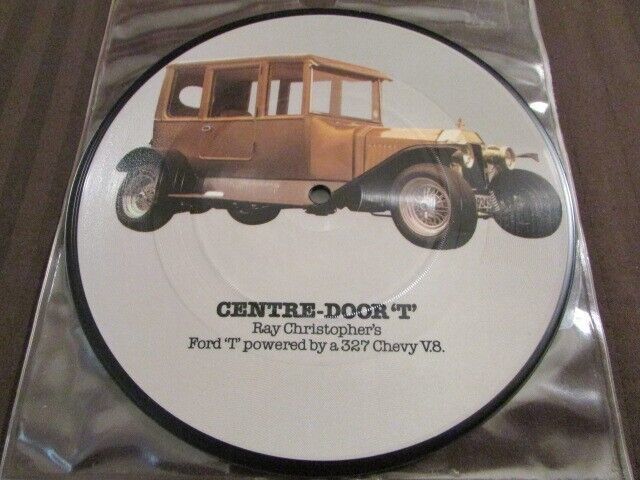 CENTRE-DOOR 'T'
Ray Christopher's
Ford 'T' powered by a 327 Chevy V.8.